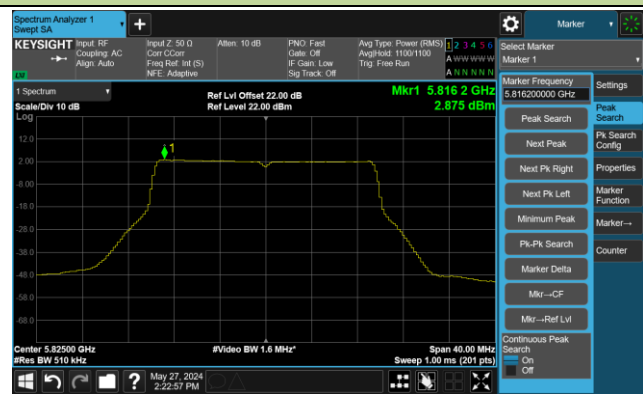 Spectrum Analyzer 1
Swept SA
+
Marker
KEYSIGHT
Input: RF
Coupling: AC
Align: Auto
Input Z: 50 Ω
Corr CCorr
Freq Ref: Int (S)
NFE: Adaptive
Atten: 10 dB
PNO: Fast
Gate: Off
IF Gain: Low
Sig Track: Off
Avg Type: Power (RMS)
Avg|Hold: 1100/1100
Trig: Free Run
1 2 3 4 5 6
A W W W W W
A N N N N N
LW
Select Marker
Marker 1
1 Spectrum
Scale/Div 10 dB
Log
Ref Lvl Offset 22.00 dB
Ref Level 22.00 dBm
Mkr1 5.816 2 GHz
2.875 dBm
12.0
2.00
-8.00
-18.0
-28.0
-38.0
-48.0
-58.0
-68.0
1
Center 5.82500 GHz
#Res BW 510 kHz
#Video BW 1.6 MHz*
Span 40.00 MHz
Sweep 1.00 ms (201 pts)
Marker Frequency
5.816200000 GHz
Peak Search
Next Peak
Next Pk Right
Next Pk Left
Minimum Peak
Pk-Pk Search
Marker Delta
Mkr→CF
Mkr→Ref Lvl
Continuous Peak
Search
On
Off
Settings
Peak
Search
Pk Search
Config
Properties
Marker
Function
Marker→
Counter
?
May 27, 2024
2:22:57 PM